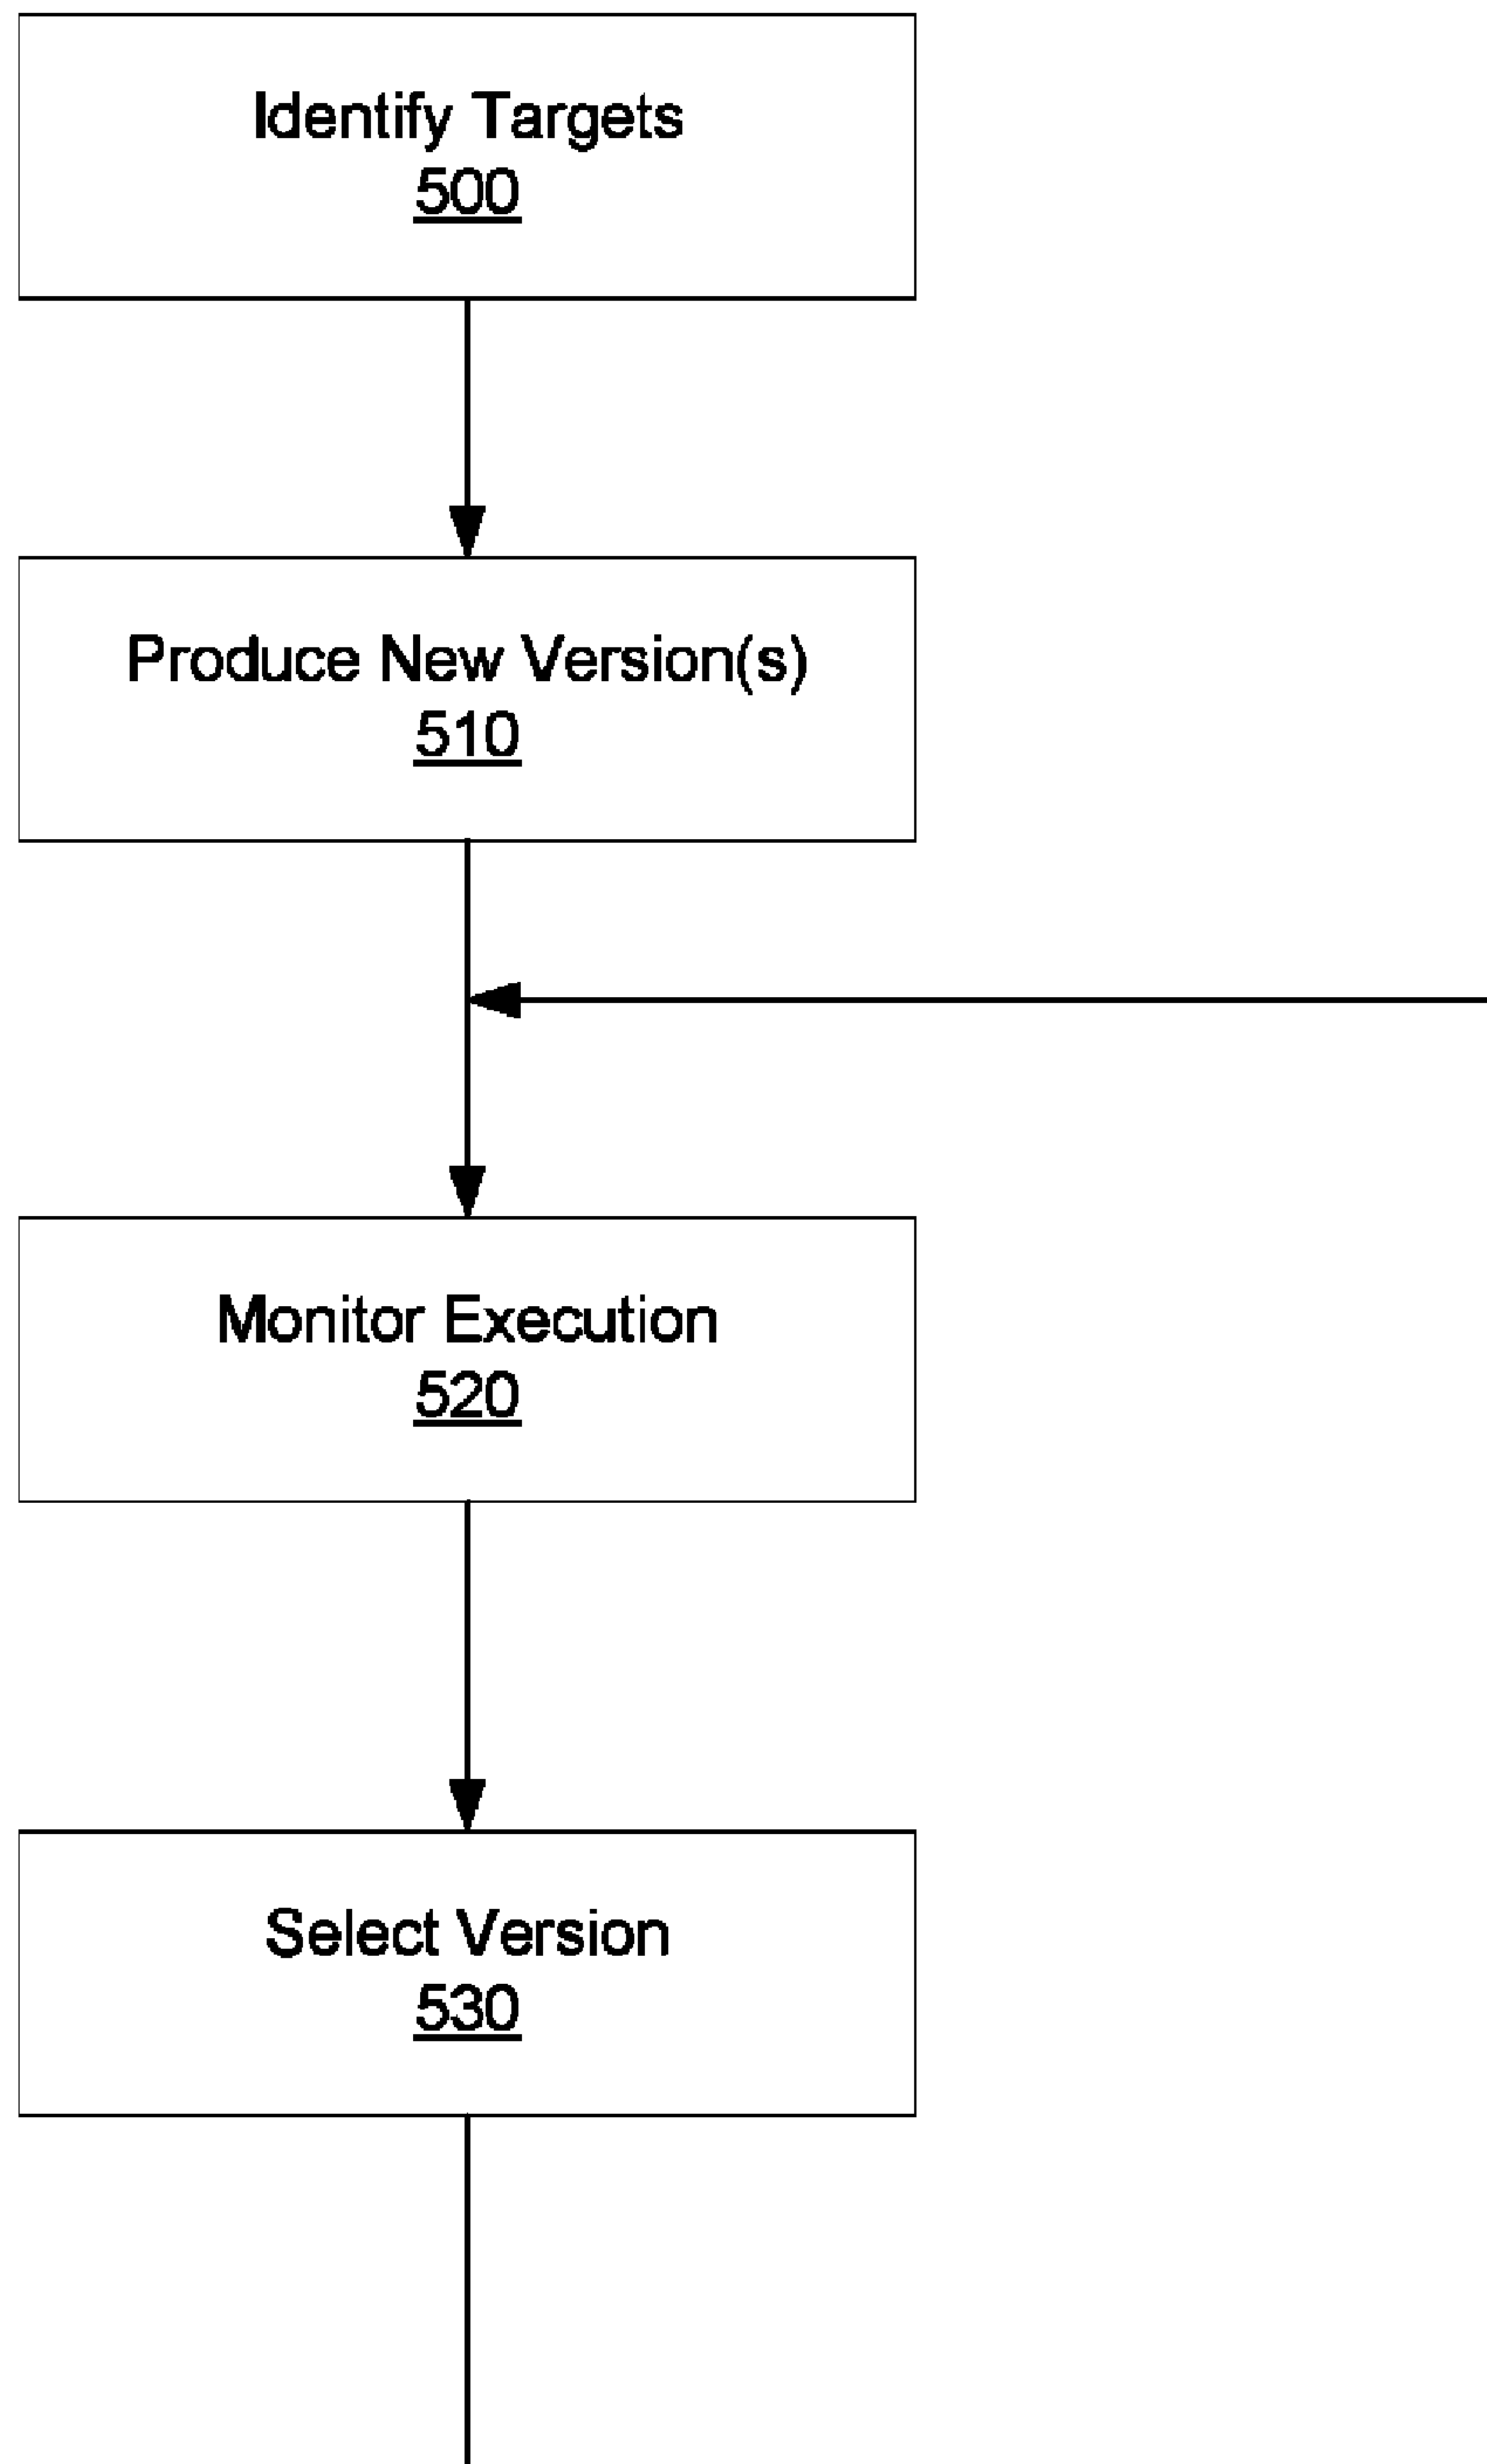 Identify Targets
500
Produce New Version(s)
510
Monitor Execution
520
Select Version
530